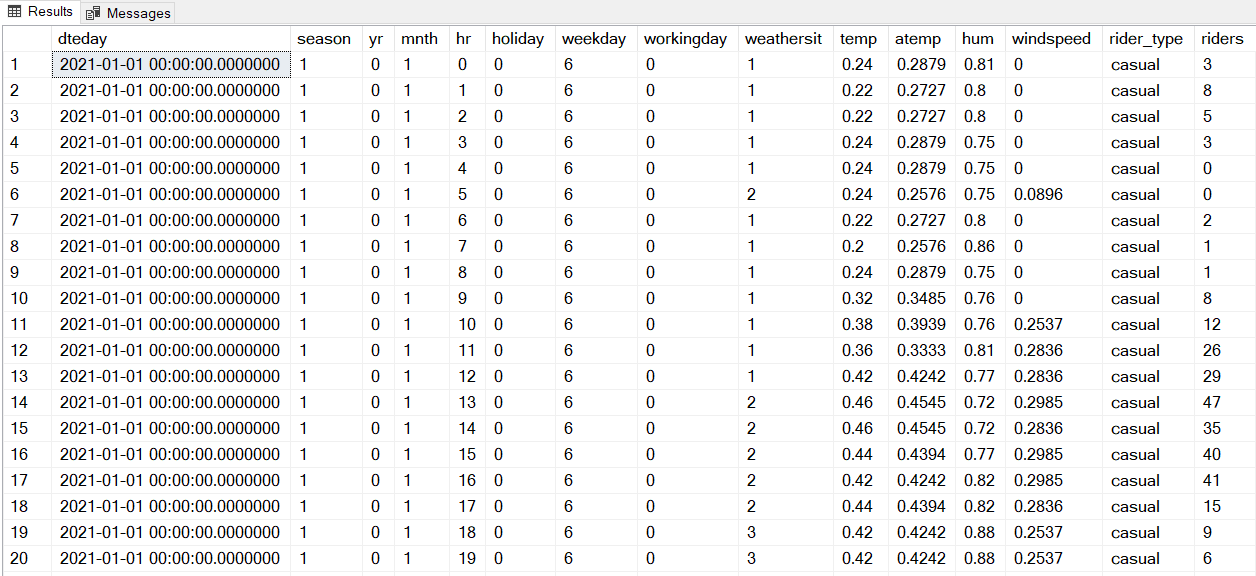 Results Messages
dteday season yr mnth hr holiday weekday workingday weathersit temp atemp hum windspeed rider_type riders
1 2021-01-01 00:00:00.0000000 1 0 1 0 0 6 0 1 0.24 0.2879 0.81 0 casual 3
2 2021-01-01 00:00:00.0000000 1 0 1 1 0 6 0 1 0.22 0.2727 0.8 0 casual 8
3 2021-01-01 00:00:00.0000000 1 0 1 2 0 6 0 1 0.22 0.2727 0.8 0 casual 5
4 2021-01-01 00:00:00.0000000 1 0 1 3 0 6 0 1 0.24 0.2879 0.75 0 casual 3
5 2021-01-01 00:00:00.0000000 1 0 1 4 0 6 0 1 0.24 0.2879 0.75 0 casual 0
6 2021-01-01 00:00:00.0000000 1 0 1 5 0 6 0 2 0.24 0.2576 0.75 0.0896 casual 0
7 2021-01-01 00:00:00.0000000 1 0 1 6 0 6 0 1 0.22 0.2727 0.8 0 casual 2
8 2021-01-01 00:00:00.0000000 1 0 1 7 0 6 0 1 0.2 0.2576 0.86 0 casual 1
9 2021-01-01 00:00:00.0000000 1 0 1 8 0 6 0 1 0.24 0.2879 0.75 0 casual 1
10 2021-01-01 00:00:00.0000000 1 0 1 9 0 6 0 1 0.32 0.3485 0.76 0 casual 8
11 2021-01-01 00:00:00.0000000 1 0 1 10 0 6 0 1 0.38 0.3939 0.76 0.2537 casual 12
12 2021-01-01 00:00:00.0000000 1 0 1 11 0 6 0 1 0.36 0.3333 0.81 0.2836 casual 26
13 2021-01-01 00:00:00.0000000 1 0 1 12 0 6 0 1 0.42 0.4242 0.77 0.2836 casual 29
14 2021-01-01 00:00:00.0000000 1 0 1 13 0 6 0 2 0.46 0.4545 0.72 0.2985 casual 47
15 2021-01-01 00:00:00.0000000 1 0 1 14 0 6 0 2 0.46 0.4545 0.72 0.2836 casual 35
16 2021-01-01 00:00:00.0000000 1 0 1 15 0 6 0 2 0.44 0.4394 0.77 0.2985 casual 40
17 2021-01-01 00:00:00.0000000 1 0 1 16 0 6 0 2 0.42 0.4242 0.82 0.2985 casual 41
18 2021-01-01 00:00:00.0000000 1 0 1 17 0 6 0 2 0.44 0.4394 0.82 0.2836 casual 15
19 2021-01-01 00:00:00.0000000 1 0 1 18 0 6 0 3 0.42 0.4242 0.88 0.2537 casual 9
20 2021-01-01 00:00:00.0000000 1 0 1 19 0 6 0 3 0.42 0.4242 0.88 0.2537 casual 6